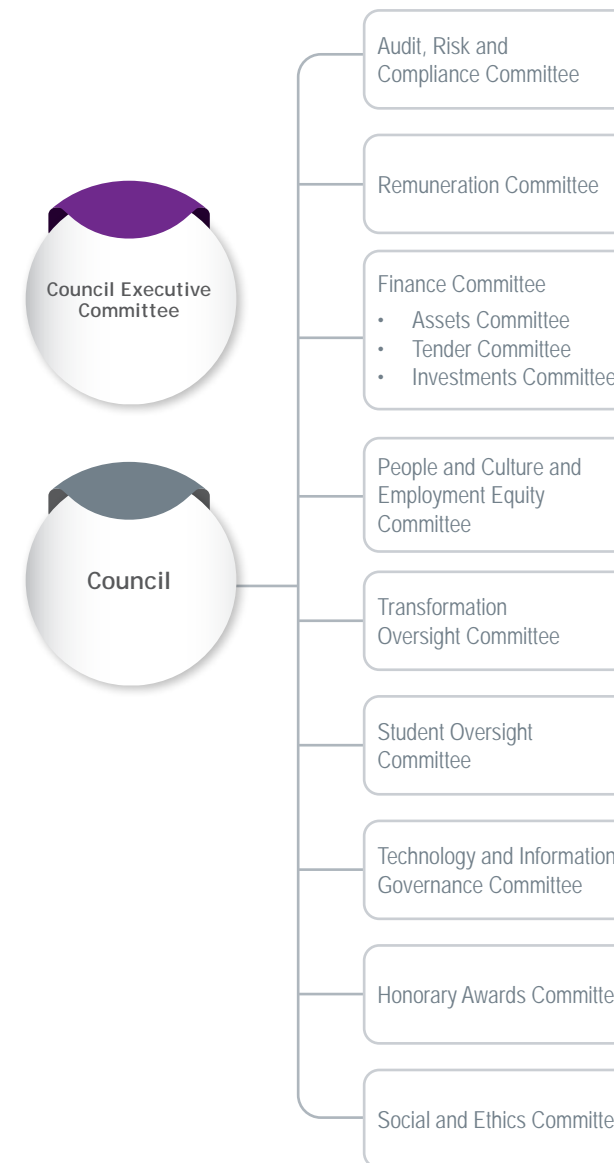 Audit, Risk and
Compliance Committee
Remuneration Committee
Council Executive
Committee
Finance Committee
• Assets Committee
• Tender Committee
• Investments Committee
People and Culture and
Employment Equity
Committee
Council
Transformation
Oversight Committee
Student Oversight
Committee
Technology and Information
Governance Committee
Honorary Awards Committe
Social and Ethics Committe